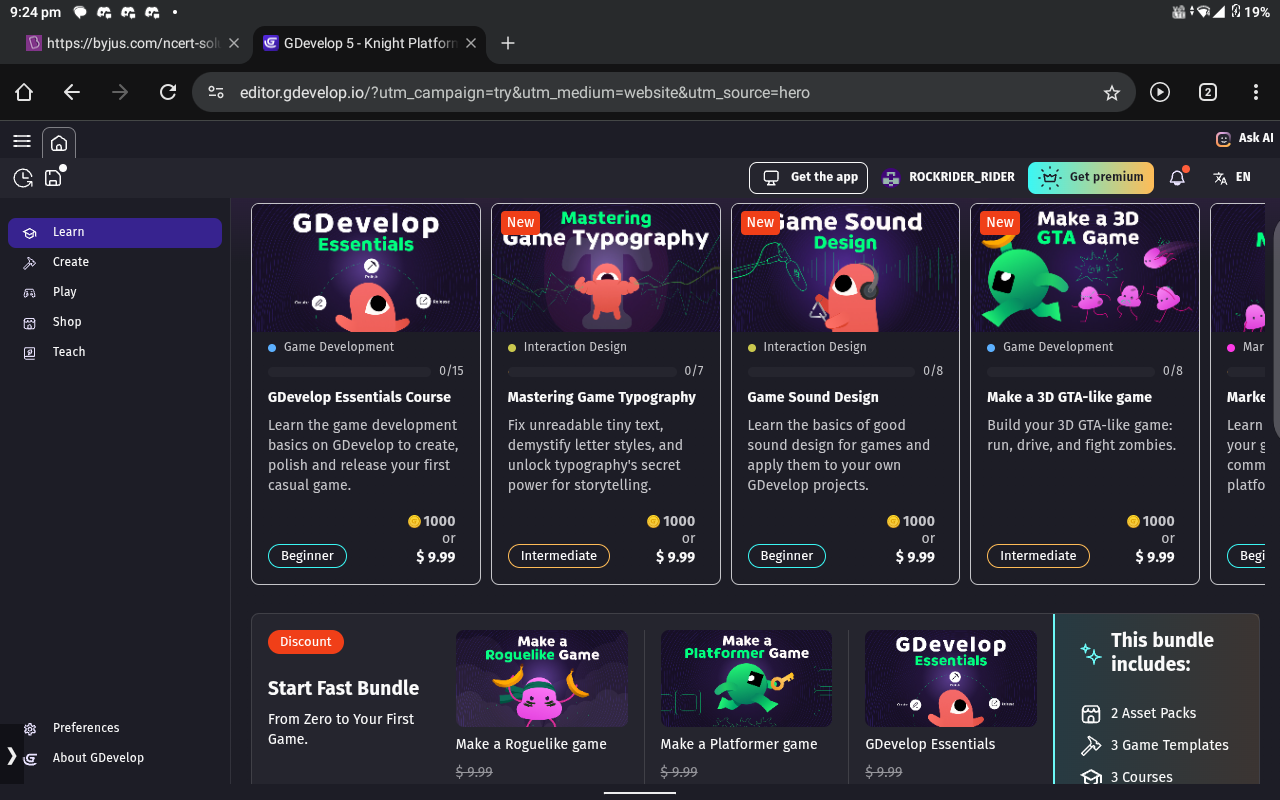 9:24 pm
19%
https://byjus.com/ncert-sol
GDevelop 5 - Knight Platform
editor.gdevelop.io/?utm_campaign=try&utm_medium=website&utm_source=hero
2
Ask AI
Get the app
ROCKRIDER_RIDER
Get premium
EN
Learn
Create
Play
Shop
Teach
Preferences
About GDevelop
GDevelop
Essentials
Game Development
0/15
GDevelop Essentials Course
Learn the game development
basics on GDevelop to create,
polish and release your first
casual game.
1000
or
Beginner
$ 9.99
New
Mastering
Game Typography
Interaction Design
0/7
Mastering Game Typography
Fix unreadable tiny text,
demystify letter styles, and
unlock typography's secret
power for storytelling.
1000
or
Intermediate
$ 9.99
New
Game Sound
Design
Interaction Design
0/8
Game Sound Design
Learn the basics of good
sound design for games and
apply them to your own
GDevelop projects.
1000
or
Beginner
$ 9.99
New
Make a 3D
GTA Game
Game Development
0/8
Make a 3D GTA-like game
Build your 3D GTA-like game:
run, drive, and fight zombies.
1000
or
Intermediate
$ 9.99
Mar
Marke
Learn
your g
comm
platfo
Begi
Discount
Start Fast Bundle
From Zero to Your First
Game.
Make a
Roguelike Game
Make a Roguelike game
$ 9.99
Make a
Platformer Game
Make a Platformer game
$ 9.99
GDevelop
Essentials
GDevelop Essentials
$ 9.99
This bundle
includes:
2 Asset Packs
3 Game Templates
3 Courses